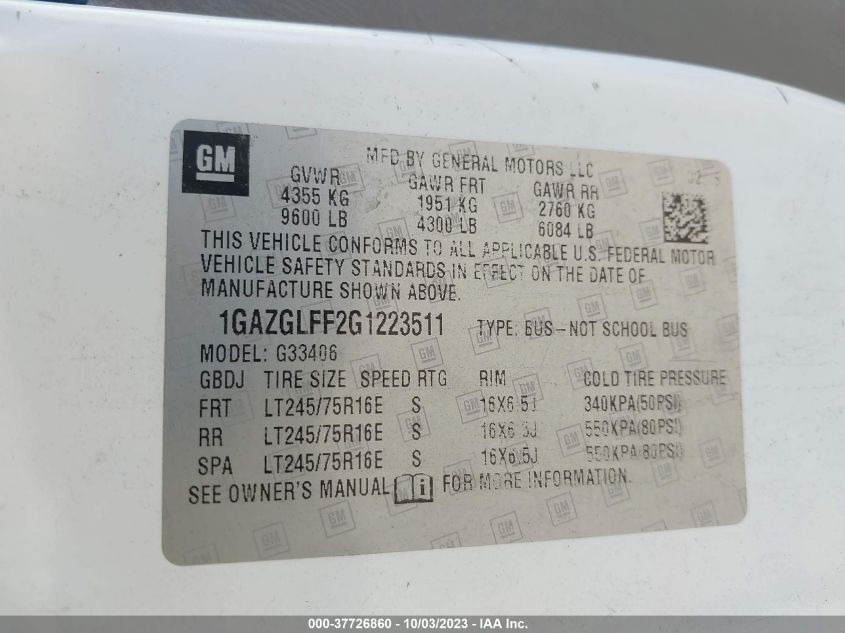 GM
MFD BY GENERAL MOTORS LLC
GVWR GAWR FRT GAWR RR
4355 KG 1951 KG 2760 KG
9600 LB 4300 LB 6084 LB
THIS VEHICLE CONFORMS TO ALL APPLICABLE U.S. FEDERAL MOTOR
VEHICLE SAFETY STANDARDS IN EFFECT ON THE DATE OF
MANUFACTURE SHOWN ABOVE.
1GAZGLFF2G1223511 TYPE: BUS-NOT SCHOOL BUS
MODEL: G33406
GBDJ TIRE SIZE SPEED RTG RIM COLD TIRE PRESSURE
FRT LT245/75R16E S 16X6.5J 340KPA(50PSI)
RR LT245/75R16E S 16X6.5J 550KPA(80PSI)
SPA LT245/75R16E S 16X6.5J 550KPA(80PSI)
SEE OWNER'S MANUAL i FOR MORE INFORMATION.
000-37726860 - 10/03/2023 - IAA Inc.